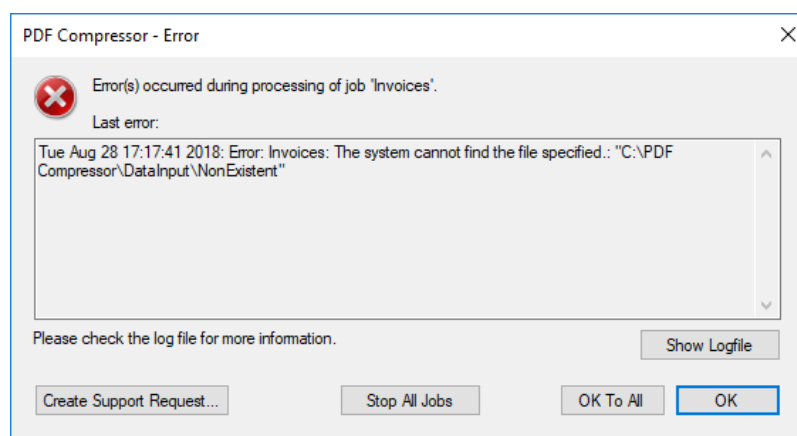 PDF Compressor - Error
Error(s) occurred during processing of job 'Invoices'.
Last error:
Tue Aug 28 17:17:41 2018: Error: Invoices: The system cannot find the file specified.: "C:\PDF
Compressor\DataInput\NonExistent"
Please check the log file for more information.
Show Logfile
Create Support Request...
Stop All Jobs
OK To All
OK